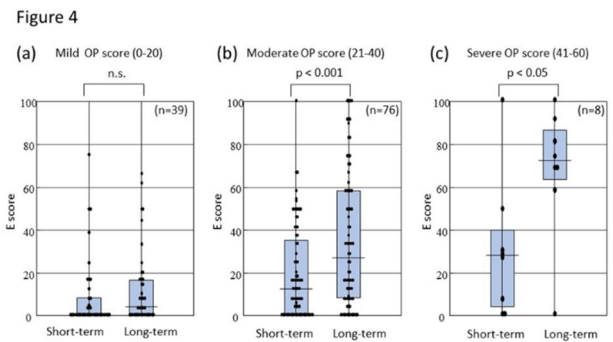 Figure 4
(a) Mild OP score (0-20)
n.s.
(n=39)
100
80
60
40
20
0
E score
Short-term Long-term
(b) Moderate OP score (21-40)
p < 0.001
(n=76)
100
80
60
40
20
0
E score
Short-term Long-term
(c) Severe OP score (41-60)
p < 0.05
(n=8)
100
80
60
40
20
0
E score
Short-term Long-term